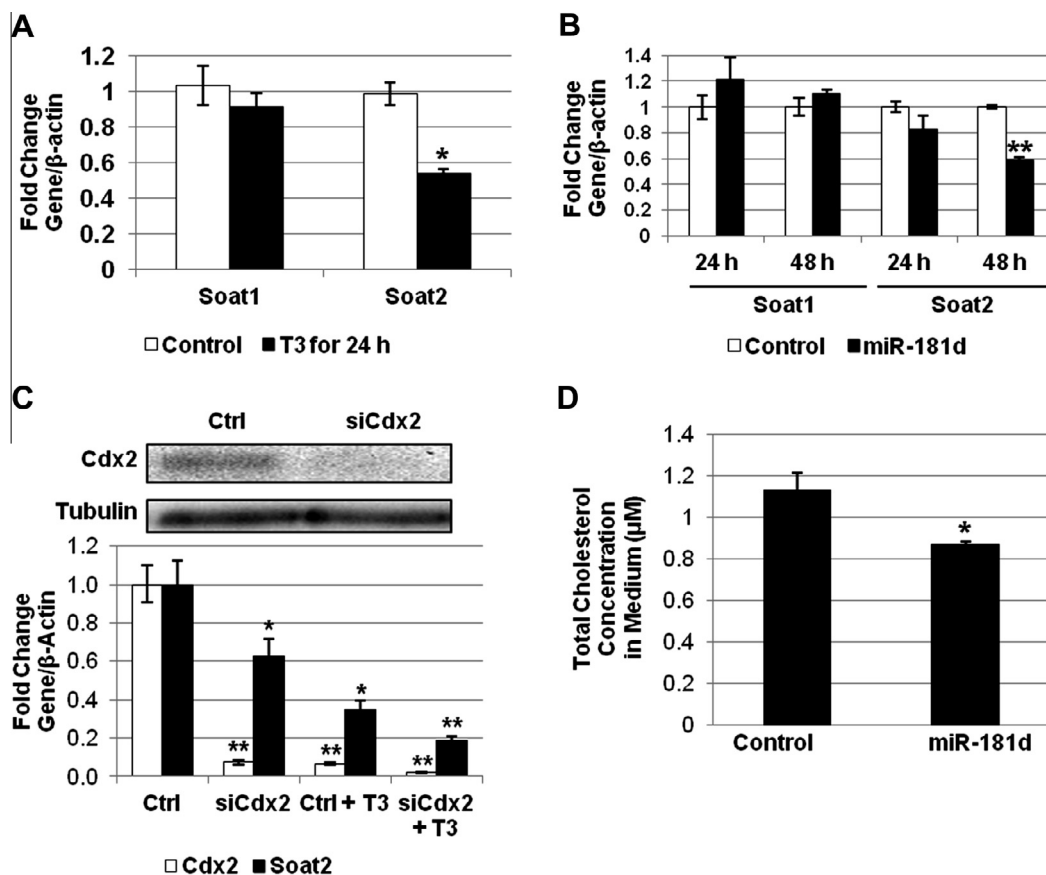 A
Fold Change
Gene/β-actin
1.2
1
0.8
0.6
0.4
0.2
0
*
Soat1
Soat2
Control
T3 for 24 h
B
Fold Change
Gene/β-actin
1.4
1.2
1
0.8
0.6
0.4
0.2
0
**
24 h
48 h
24 h
48 h
Soat1
Soat2
Control
miR-181d
C
Ctrl
siCdx2
Cdx2
Tubulin
Fold Change
Gene/β-Actin
1.2
1.0
0.8
0.6
0.4
0.2
0.0
**
*
**
*
**
**
Ctrl
siCdx2
Ctrl + T3
siCdx2
+ T3
Cdx2
Soat2
D
Total Cholesterol
Concentration
in Medium (µM)
1.4
1.2
1
0.8
0.6
0.4
0.2
0
*
Control
miR-181d